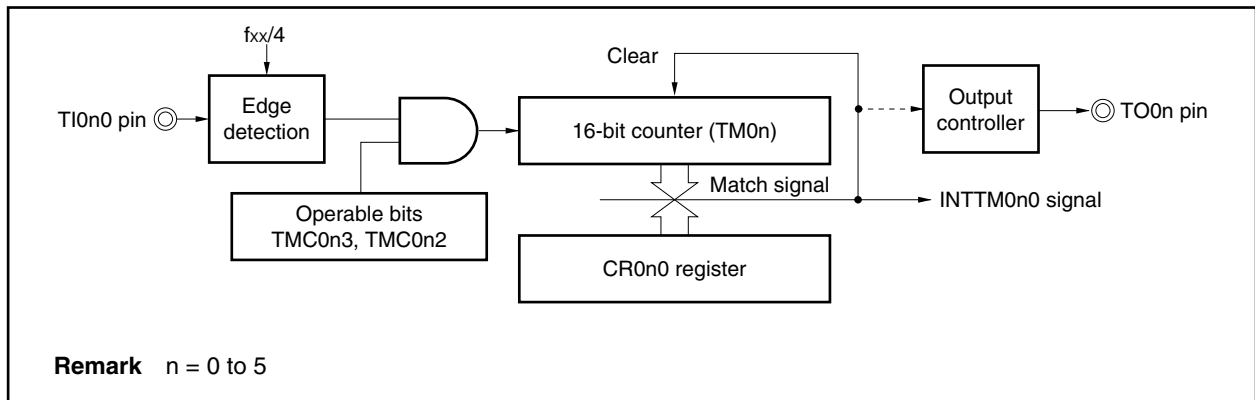 fxx/4
Clear
TI0n0 pin
Edge
detection
16-bit counter (TM0n)
Output
controller
TO0n pin
Operable bits
TMC0n3, TMC0n2
Match signal
INTTM0n0 signal
CR0n0 register
Remark n = 0 to 5